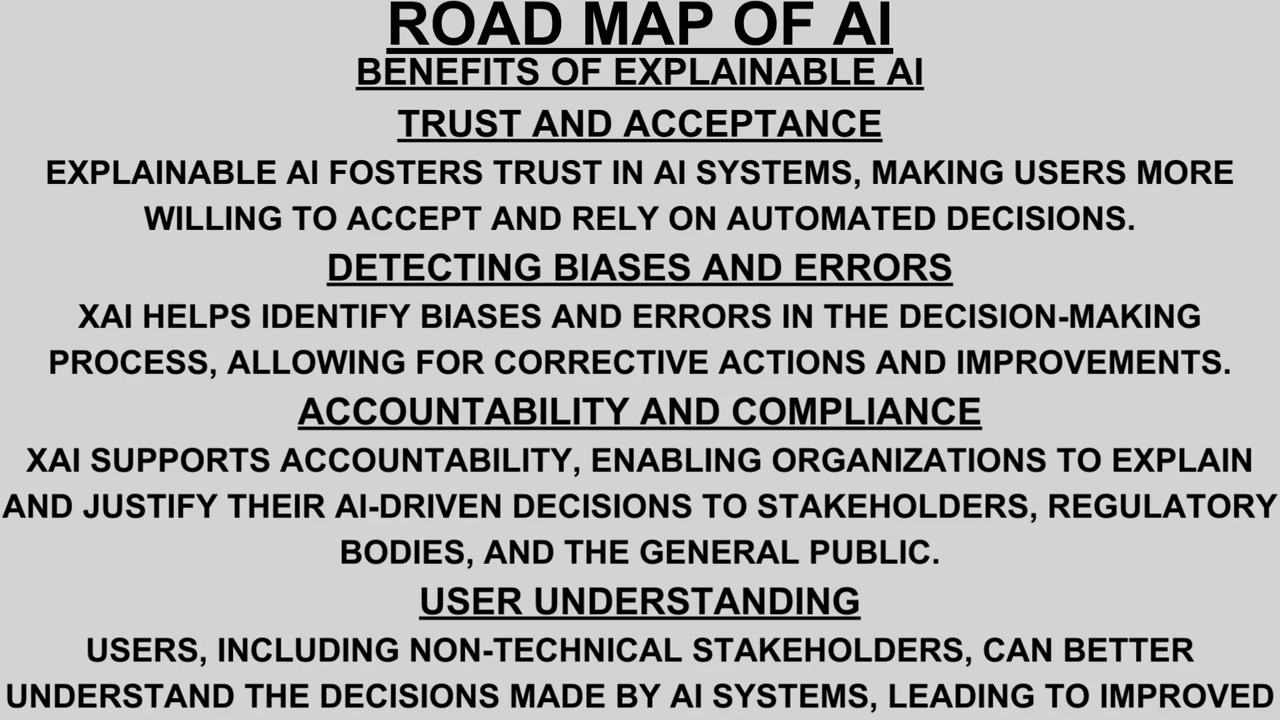 ROAD MAP OF AI
BENEFITS OF EXPLAINABLE AI
TRUST AND ACCEPTANCE
EXPLAINABLE AI FOSTERS TRUST IN AI SYSTEMS, MAKING USERS MORE
WILLING TO ACCEPT AND RELY ON AUTOMATED DECISIONS.
DETECTING BIASES AND ERRORS
XAI HELPS IDENTIFY BIASES AND ERRORS IN THE DECISION-MAKING
PROCESS, ALLOWING FOR CORRECTIVE ACTIONS AND IMPROVEMENTS.
ACCOUNTABILITY AND COMPLIANCE
XAI SUPPORTS ACCOUNTABILITY, ENABLING ORGANIZATIONS TO EXPLAIN
AND JUSTIFY THEIR AI-DRIVEN DECISIONS TO STAKEHOLDERS, REGULATORY
BODIES, AND THE GENERAL PUBLIC.
USER UNDERSTANDING
USERS, INCLUDING NON-TECHNICAL STAKEHOLDERS, CAN BETTER
UNDERSTAND THE DECISIONS MADE BY AI SYSTEMS, LEADING TO IMPROVED